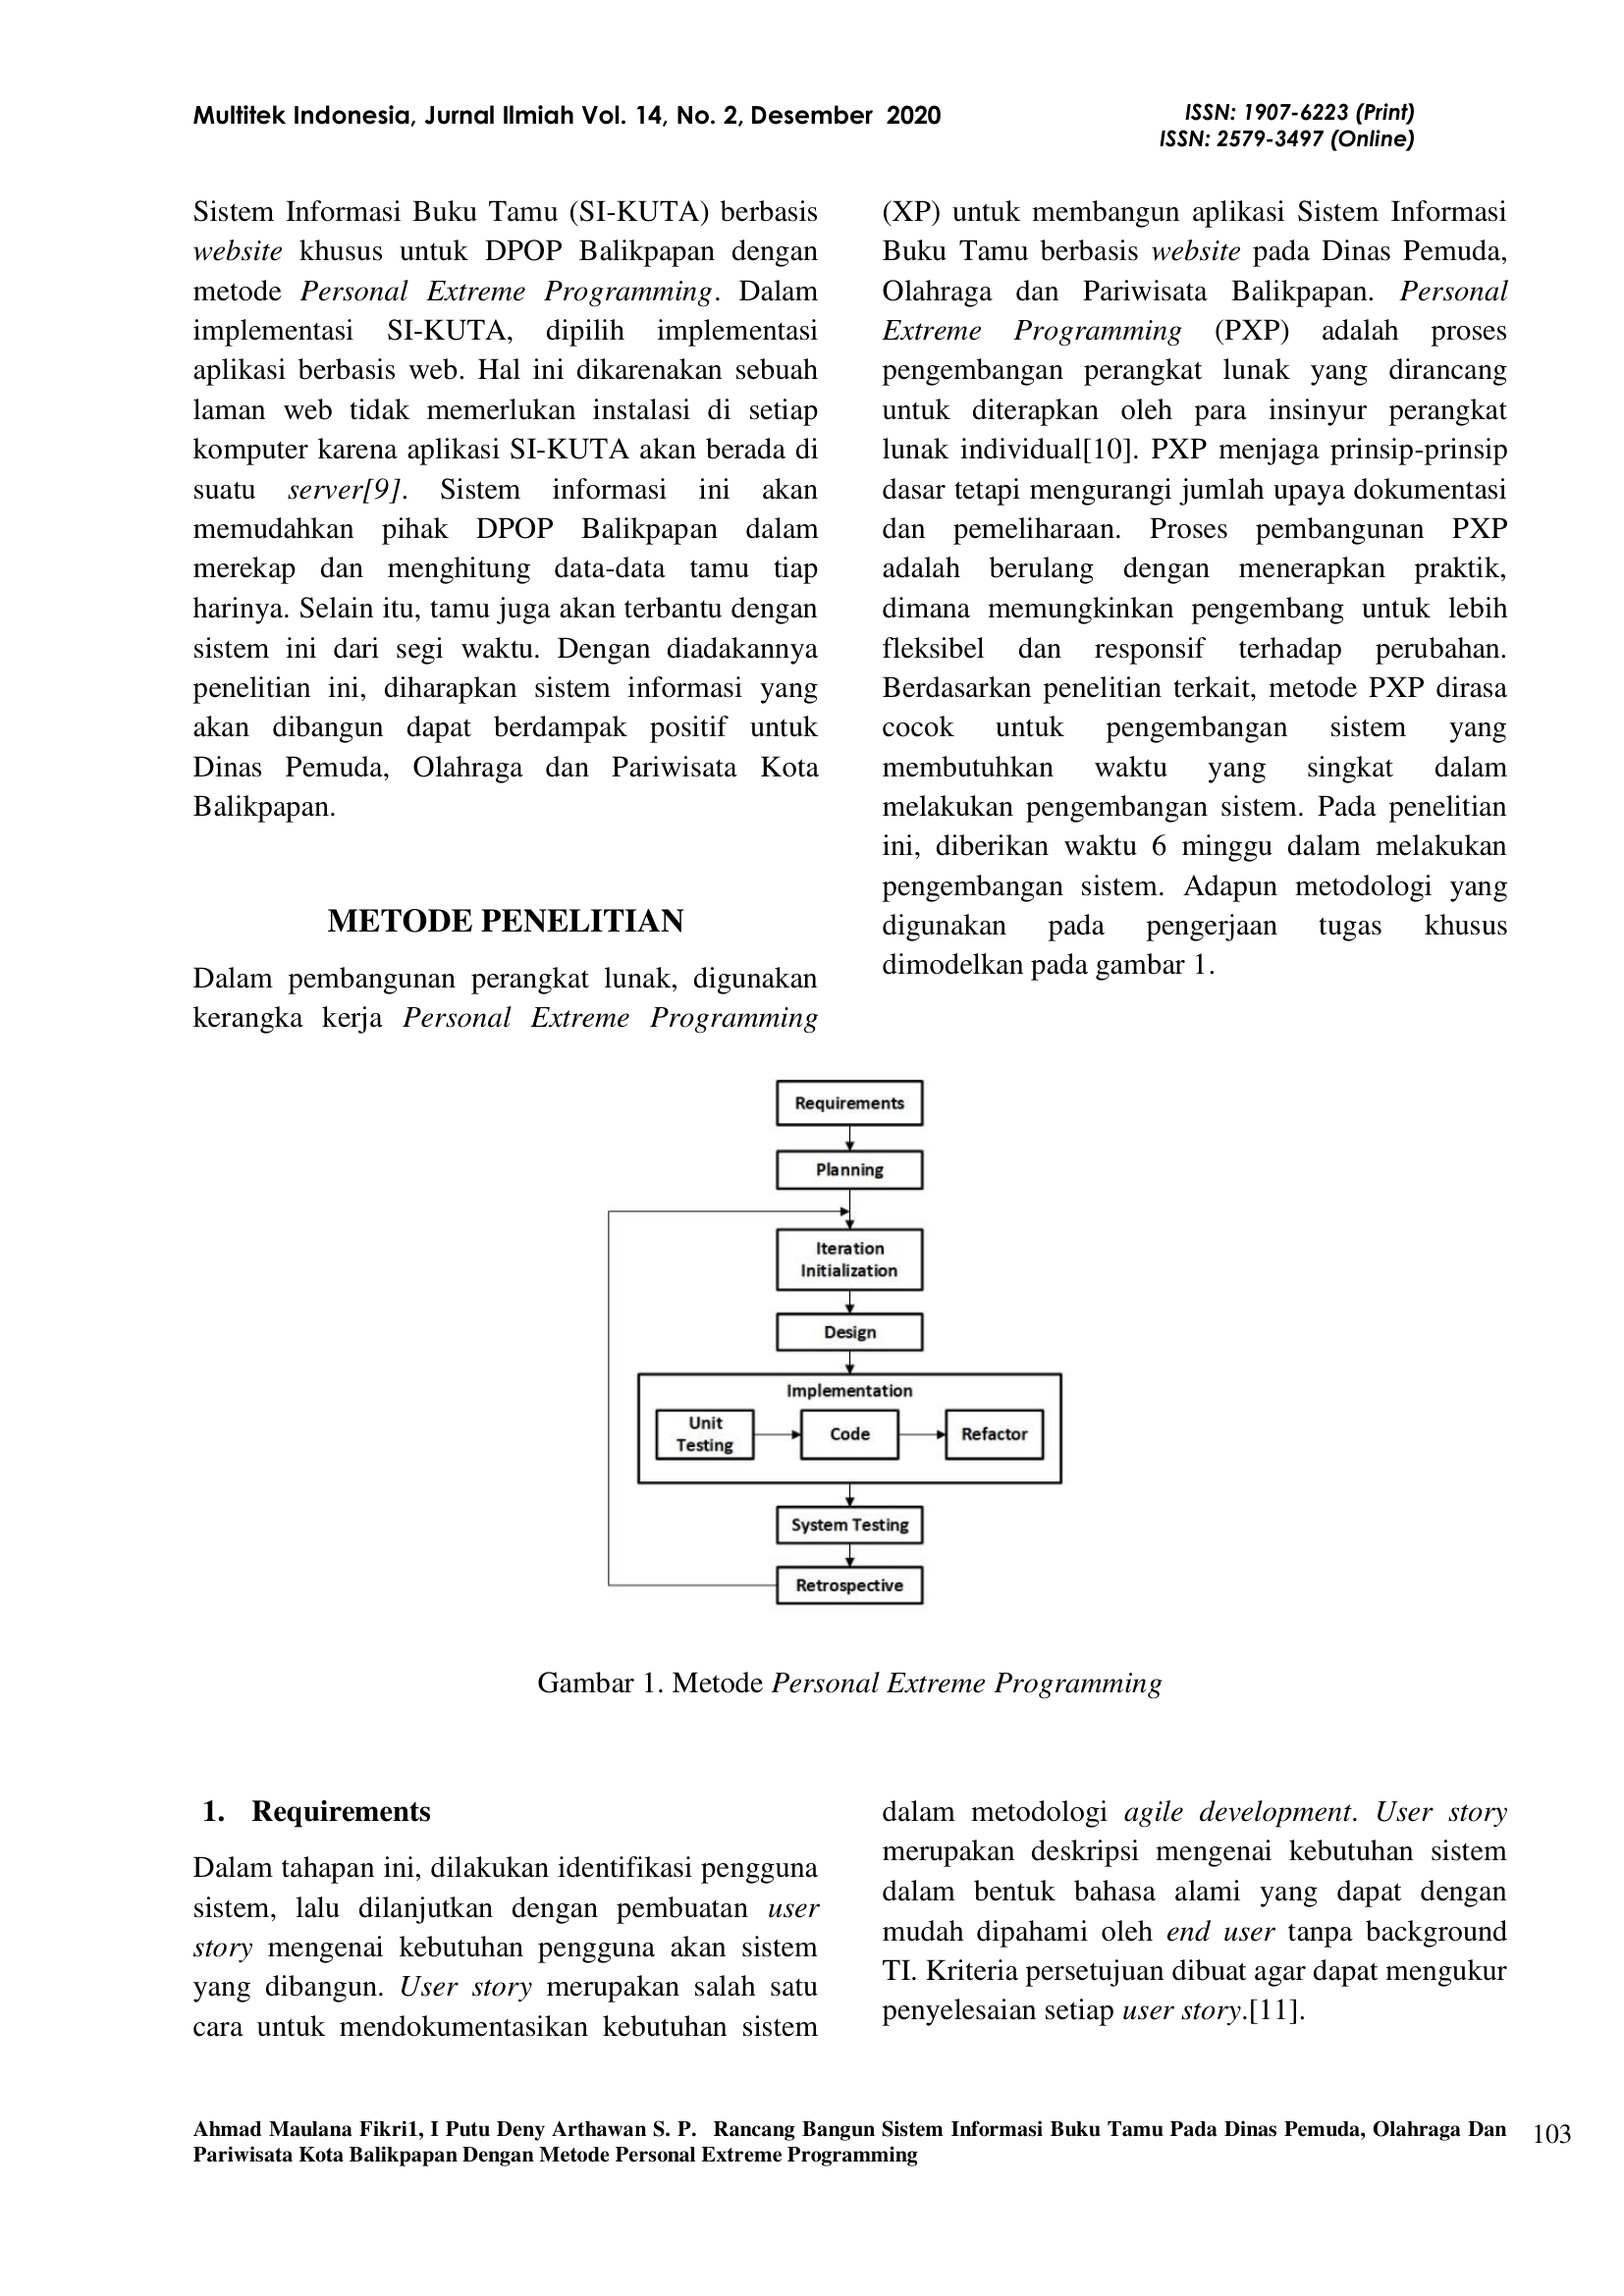 Multitek Indonesia, Jurnal Ilmiah Vol. 14, No. 2, Desember 2020
ISSN: 1907-6223 (Print)
ISSN: 2579-3497 (Online)
Sistem Informasi Buku Tamu (SI-KUTA) berbasis
website khusus untuk DPOP Balikpapan dengan
metode Personal Extreme Programming. Dalam
implementasi SI-KUTA, dipilih implementasi
aplikasi berbasis web. Hal ini dikarenakan sebuah
laman web tidak memerlukan instalasi di setiap
komputer karena aplikasi SI-KUTA akan berada di
suatu server[9]. Sistem informasi ini akan
memudahkan pihak DPOP Balikpapan dalam
merekap dan menghitung data-data tamu tiap
harinya. Selain itu, tamu juga akan terbantu dengan
sistem ini dari segi waktu. Dengan diadakannya
penelitian ini, diharapkan sistem informasi yang
akan dibangun dapat berdampak positif untuk
Dinas Pemuda, Olahraga dan Pariwisata Kota
Balikpapan.
METODE PENELITIAN
Dalam pembangunan perangkat lunak, digunakan
kerangka kerja Personal Extreme Programming
(XP) untuk membangun aplikasi Sistem Informasi
Buku Tamu berbasis website pada Dinas Pemuda,
Olahraga dan Pariwisata Balikpapan. Personal
Extreme Programming (PXP) adalah proses
pengembangan perangkat lunak yang dirancang
untuk diterapkan oleh para insinyur perangkat
lunak individual[10]. PXP menjaga prinsip-prinsip
dasar tetapi mengurangi jumlah upaya dokumentasi
dan pemeliharaan. Proses pembangunan PXP
adalah berulang dengan menerapkan praktik,
dimana memungkinkan pengembang untuk lebih
fleksibel dan responsif terhadap perubahan.
Berdasarkan penelitian terkait, metode PXP dirasa
cocok untuk pengembangan sistem yang
membutuhkan waktu yang singkat dalam
melakukan pengembangan sistem. Pada penelitian
ini, diberikan waktu 6 minggu dalam melakukan
pengembangan sistem. Adapun metodologi yang
digunakan pada pengerjaan tugas khusus
dimodelkan pada gambar 1.
Requirements
Planning
Iteration
Initialization
Design
Implementation
Unit
Testing
Code
Refactor
System Testing
Retrospective
Gambar 1. Metode Personal Extreme Programming
1. Requirements
Dalam tahapan ini, dilakukan identifikasi pengguna
sistem, lalu dilanjutkan dengan pembuatan user
story mengenai kebutuhan pengguna akan sistem
yang dibangun. User story merupakan salah satu
cara untuk mendokumentasikan kebutuhan sistem
dalam metodologi agile development. User story
merupakan deskripsi mengenai kebutuhan sistem
dalam bentuk bahasa alami yang dapat dengan
mudah dipahami oleh end user tanpa background
TI. Kriteria persetujuan dibuat agar dapat mengukur
penyelesaian setiap user story.[11].
Ahmad Maulana Fikri1, I Putu Deny Arthawan S. P. Rancang Bangun Sistem Informasi Buku Tamu Pada Dinas Pemuda, Olahraga Dan
Pariwisata Kota Balikpapan Dengan Metode Personal Extreme Programming
103